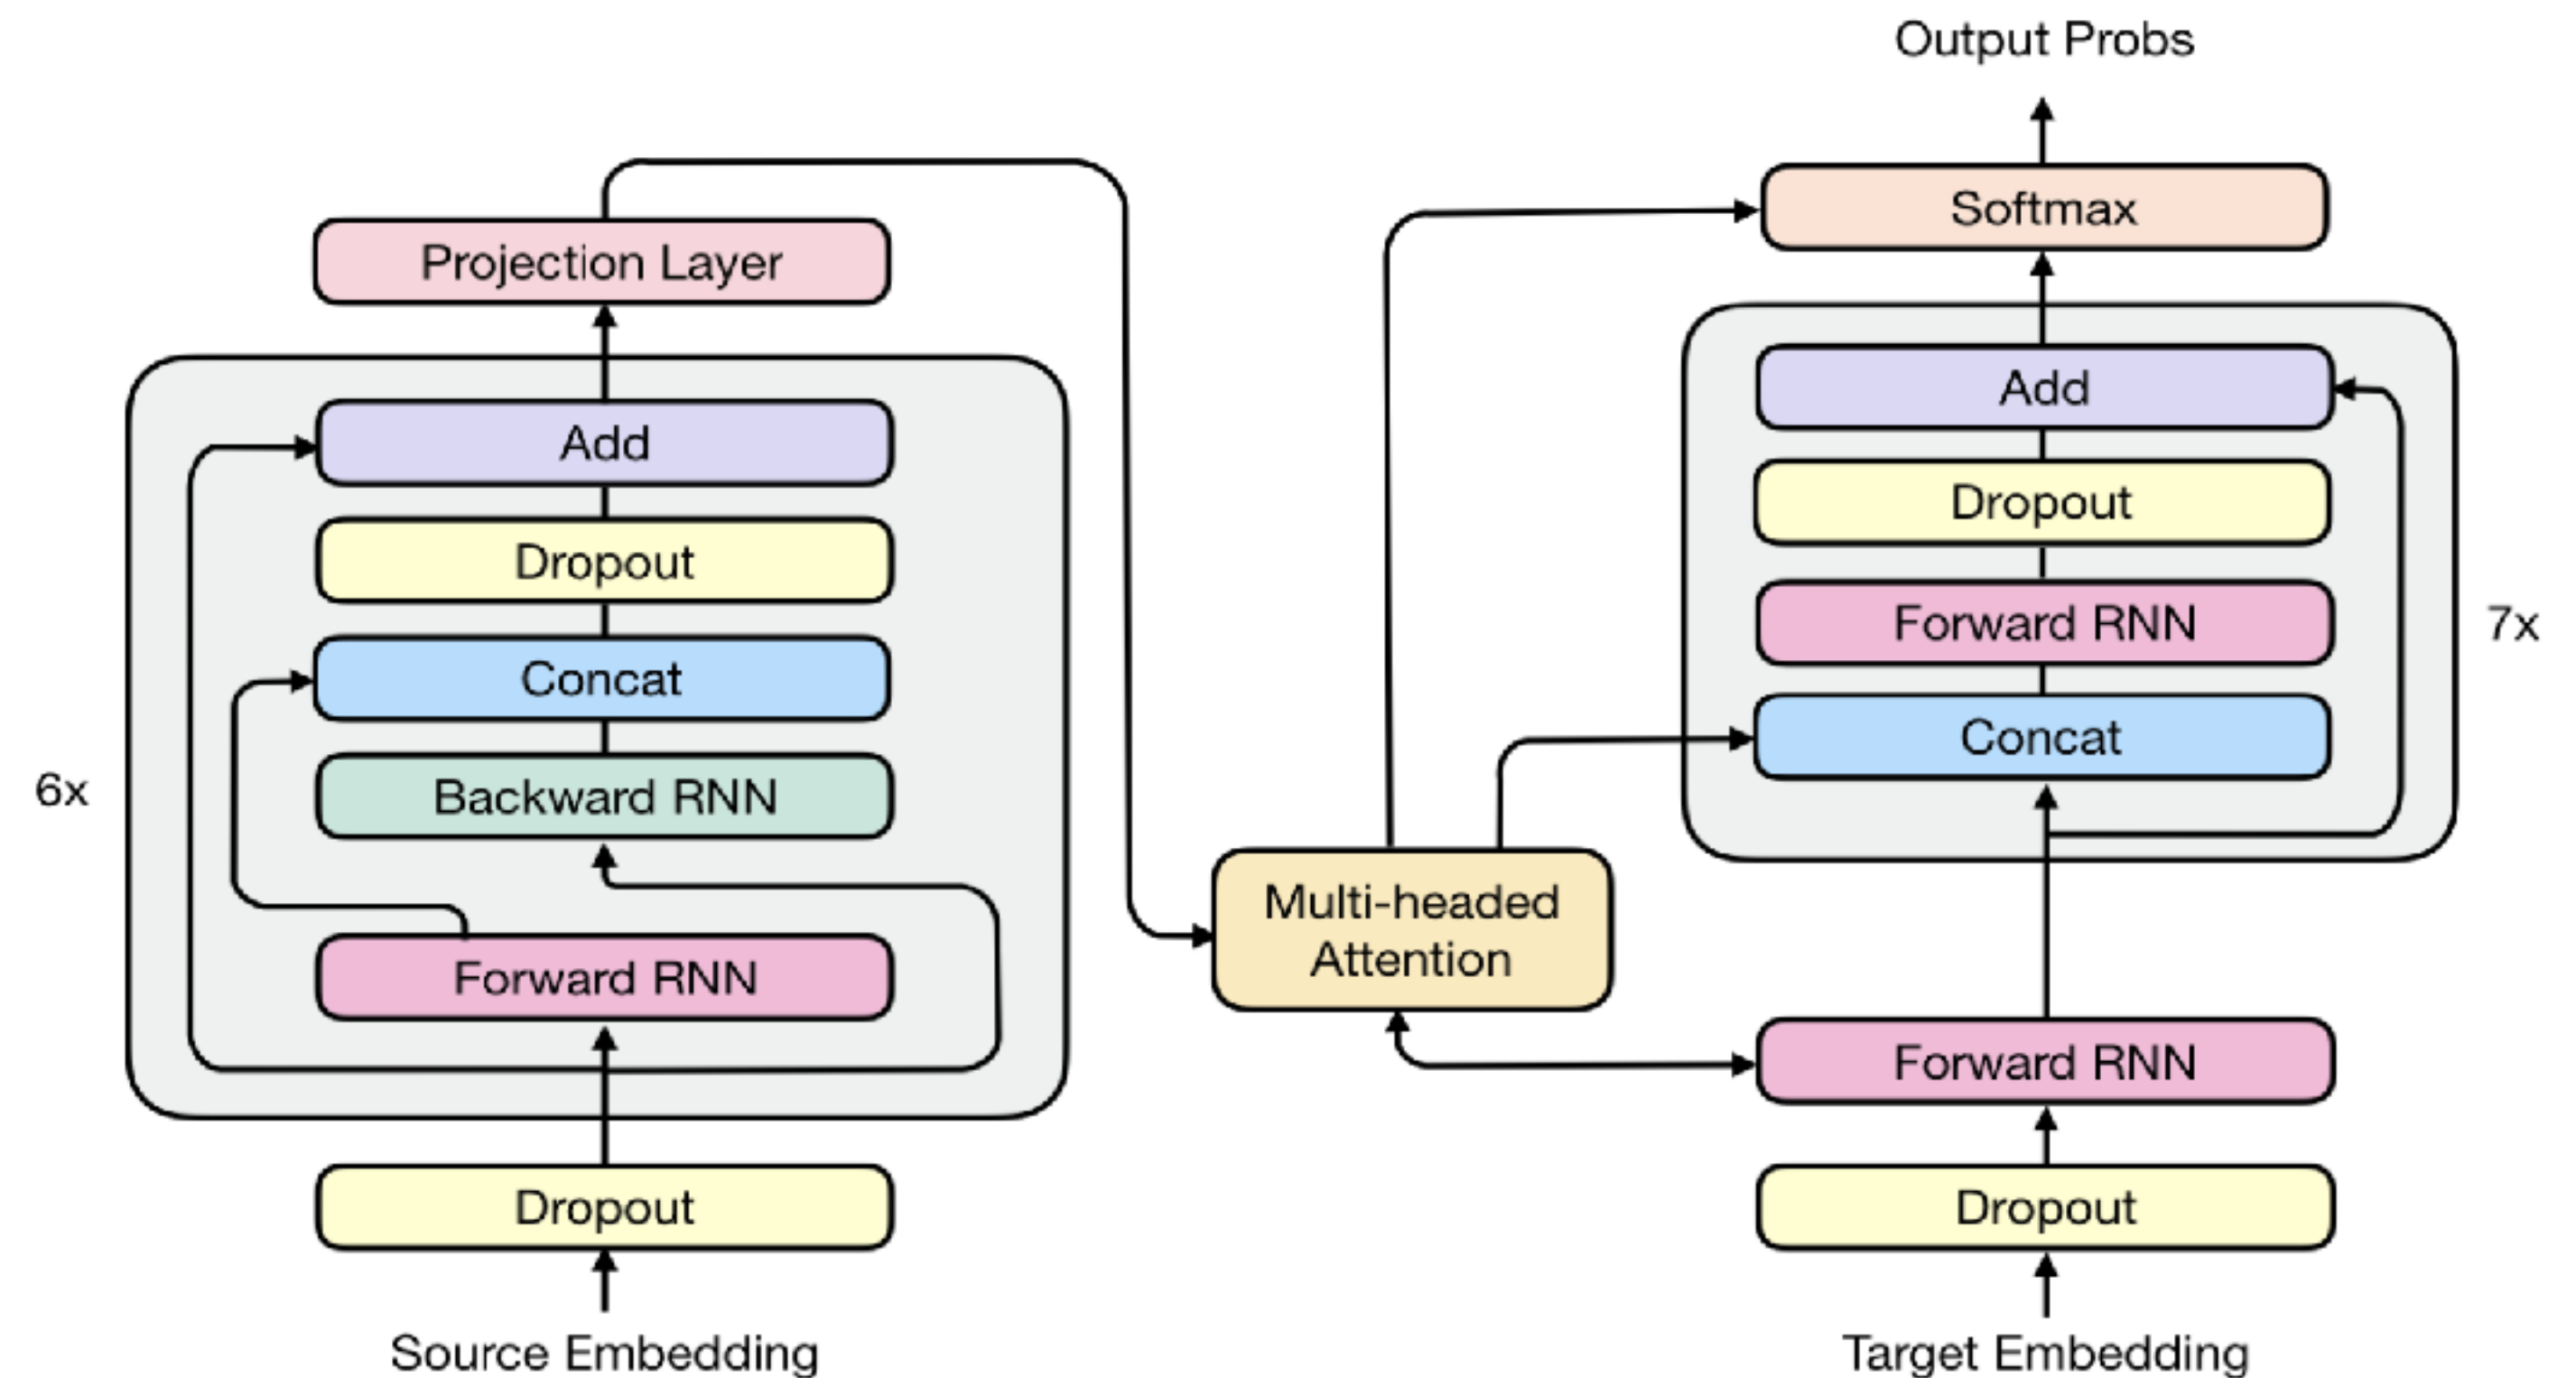 Output Probs
Softmax
Projection Layer
Add
Add
Dropout
Dropout
Forward RNN
7x
Concat
Concat
Backward RNN
6x
Multi-headed
Attention
Forward RNN
Forward RNN
Dropout
Dropout
Source Embedding
Target Embedding